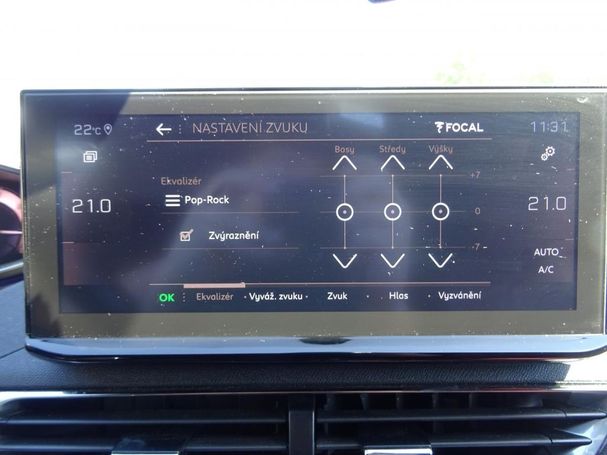 22°C
NASTAVENÍ ZVUKU
FOCAL
11:31
Basy Středy Výšky
Ekvalizér
+7
21.0
Pop-Rock
0
21.0
Zvýraznění
-7
AUTO
A/C
OK Ekvalizér Vyváž. zvuku Zvuk Hlas Vyzvánění